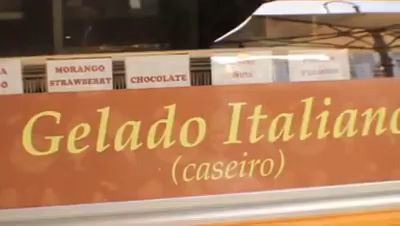 MORANGO
STRAWBERRY
CHOCOLATE
Gelado Italiano
(caseiro)